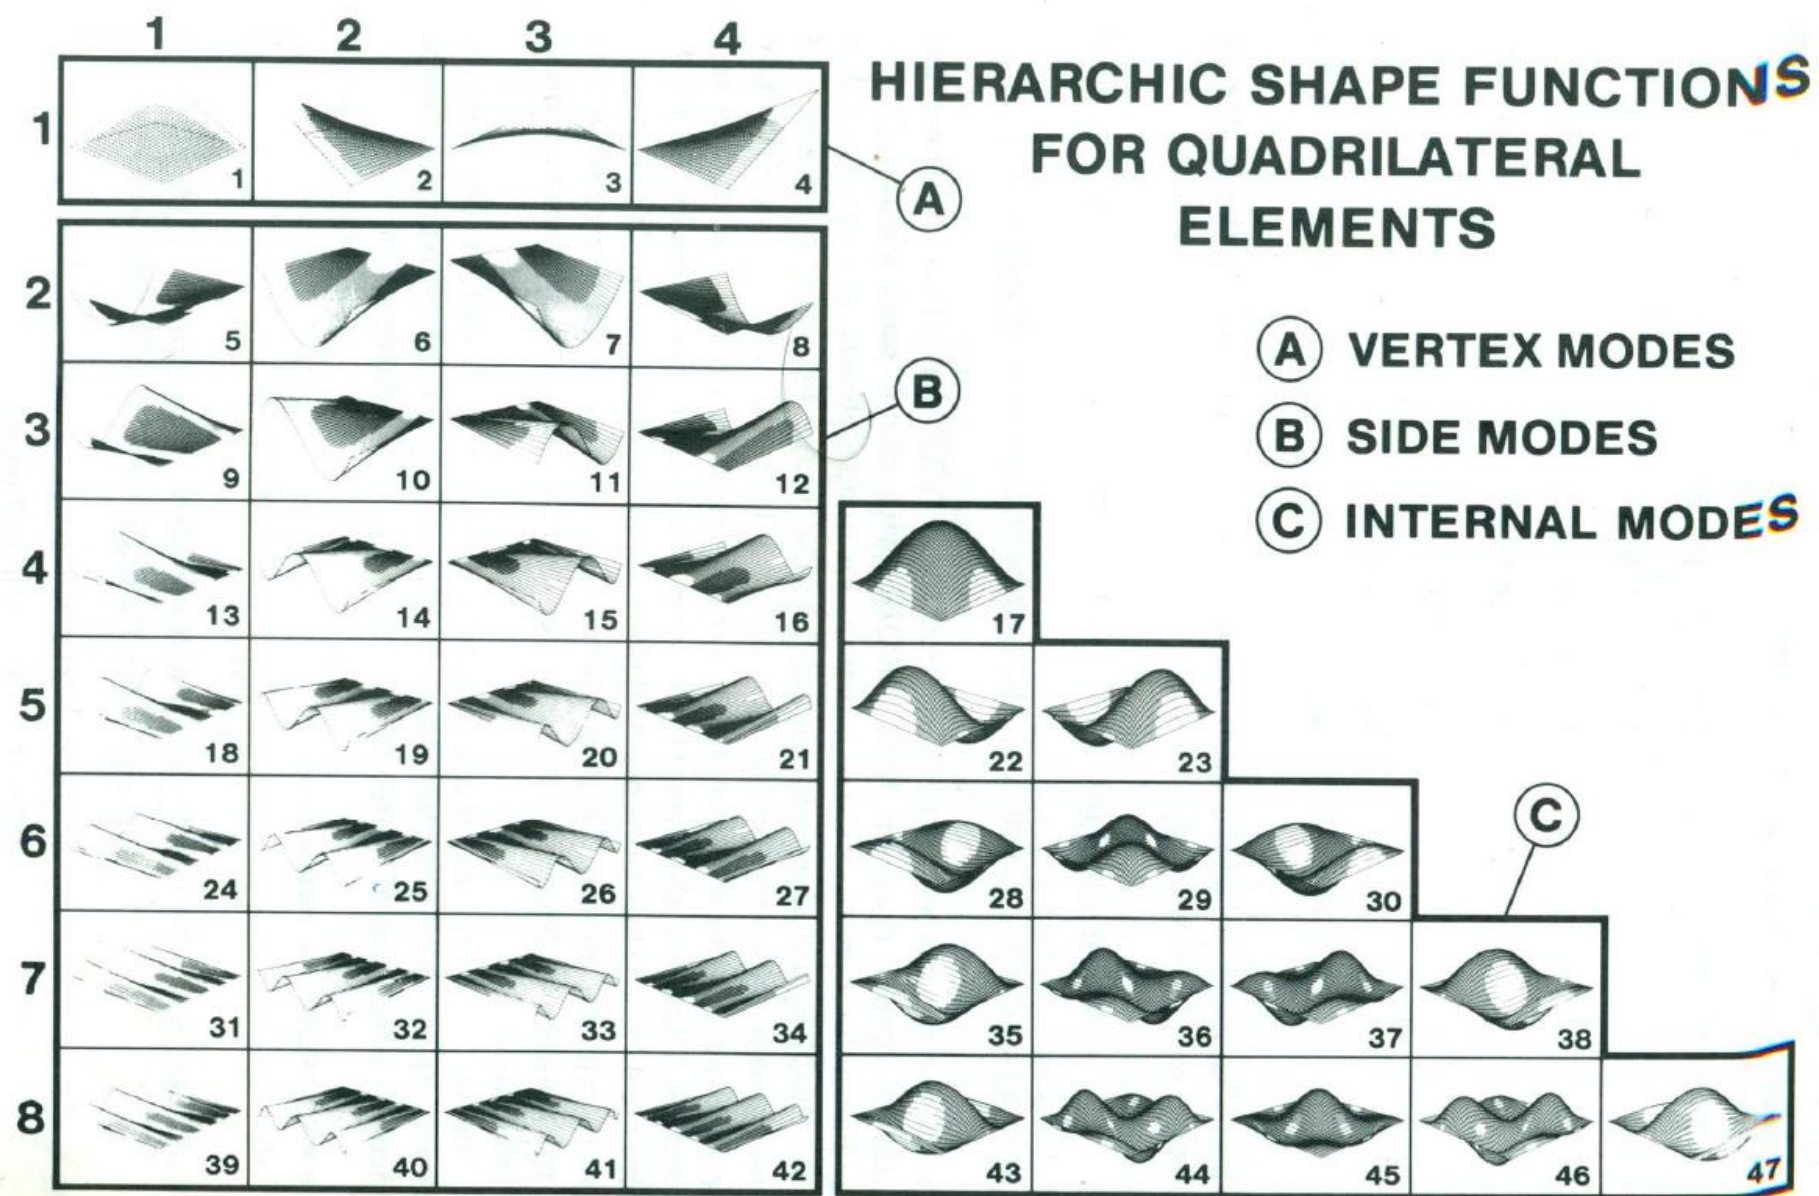 1 2 3 4
HIERARCHIC SHAPE FUNCTIONS
FOR QUADRILATERAL
ELEMENTS
1
1 2 3 4
A
2
5 6 7 8
A VERTEX MODES
B
B SIDE MODES
3
9 10 11 12
C INTERNAL MODES
4
13 14 15 16 17
5
18 19 20 21 22 23
C
6
24 25 26 27 28 29 30
7
31 32 33 34 35 36 37 38
8
39 40 41 42 43 44 45 46 47